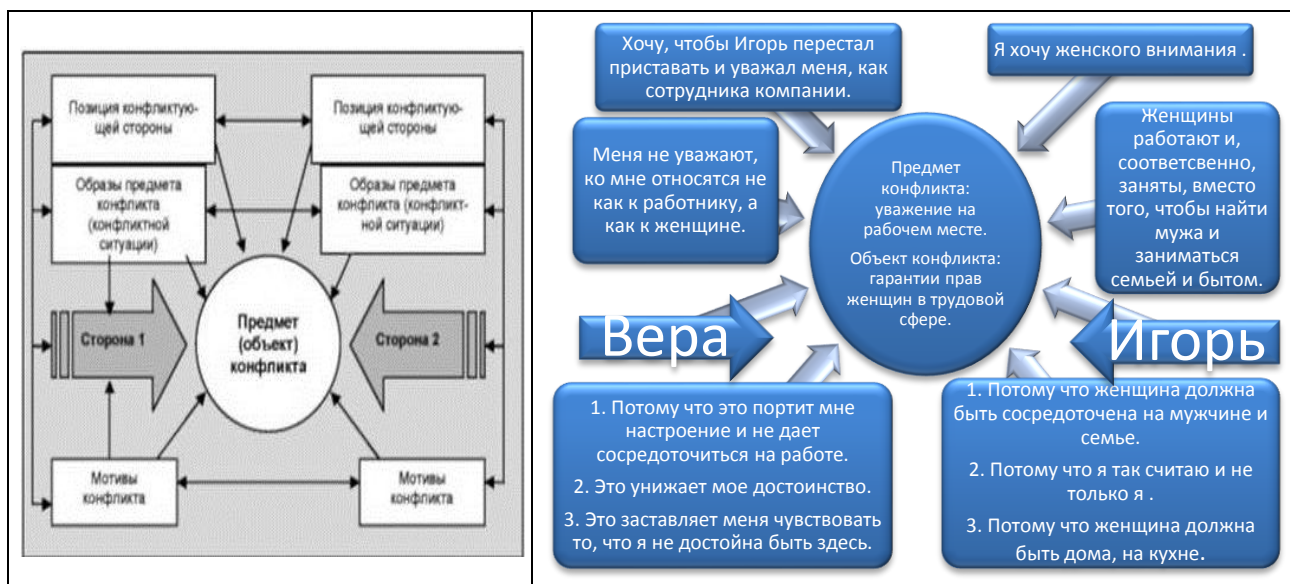 Позиция конфликтую-
щей стороны
Позиция конфликтую-
щей стороны
Образы предмета
конфликта
(конфликтной
ситуации)
Образы предмета
конфликта (конфликт-
ной ситуации)
Сторона 1
Предмет
(объект)
конфликта
Сторона 2
Мотивы
конфликта
Мотивы
конфликта
Хочу, чтобы Игорь перестал
приставать и уважал меня, как
сотрудника компании.
Я хочу женского внимания .
Меня не уважают,
ко мне относятся не
как к работнику, а
как к женщине.
Предмет
конфликта:
уважение на
рабочем месте.
Объект конфликта:
гарантии прав
женщин в трудовой
сфере.
Женщины
работают и,
соответсвенно,
заняты, вместо
того, чтобы найти
мужа и
заниматься
семьей и бытом.
Вера
Игорь
1. Потому что это портит мне
настроение и не дает
сосредоточиться на работе.
2. Это унижает мое достоинство.
3. Это заставляет меня чувствовать
то, что я не достойна быть здесь.
1. Потому что женщина должна
быть сосредоточена на мужчине и
семье.
2. Потому что я так считаю и не
только я .
3. Потому что женщина должна
быть дома, на кухне.